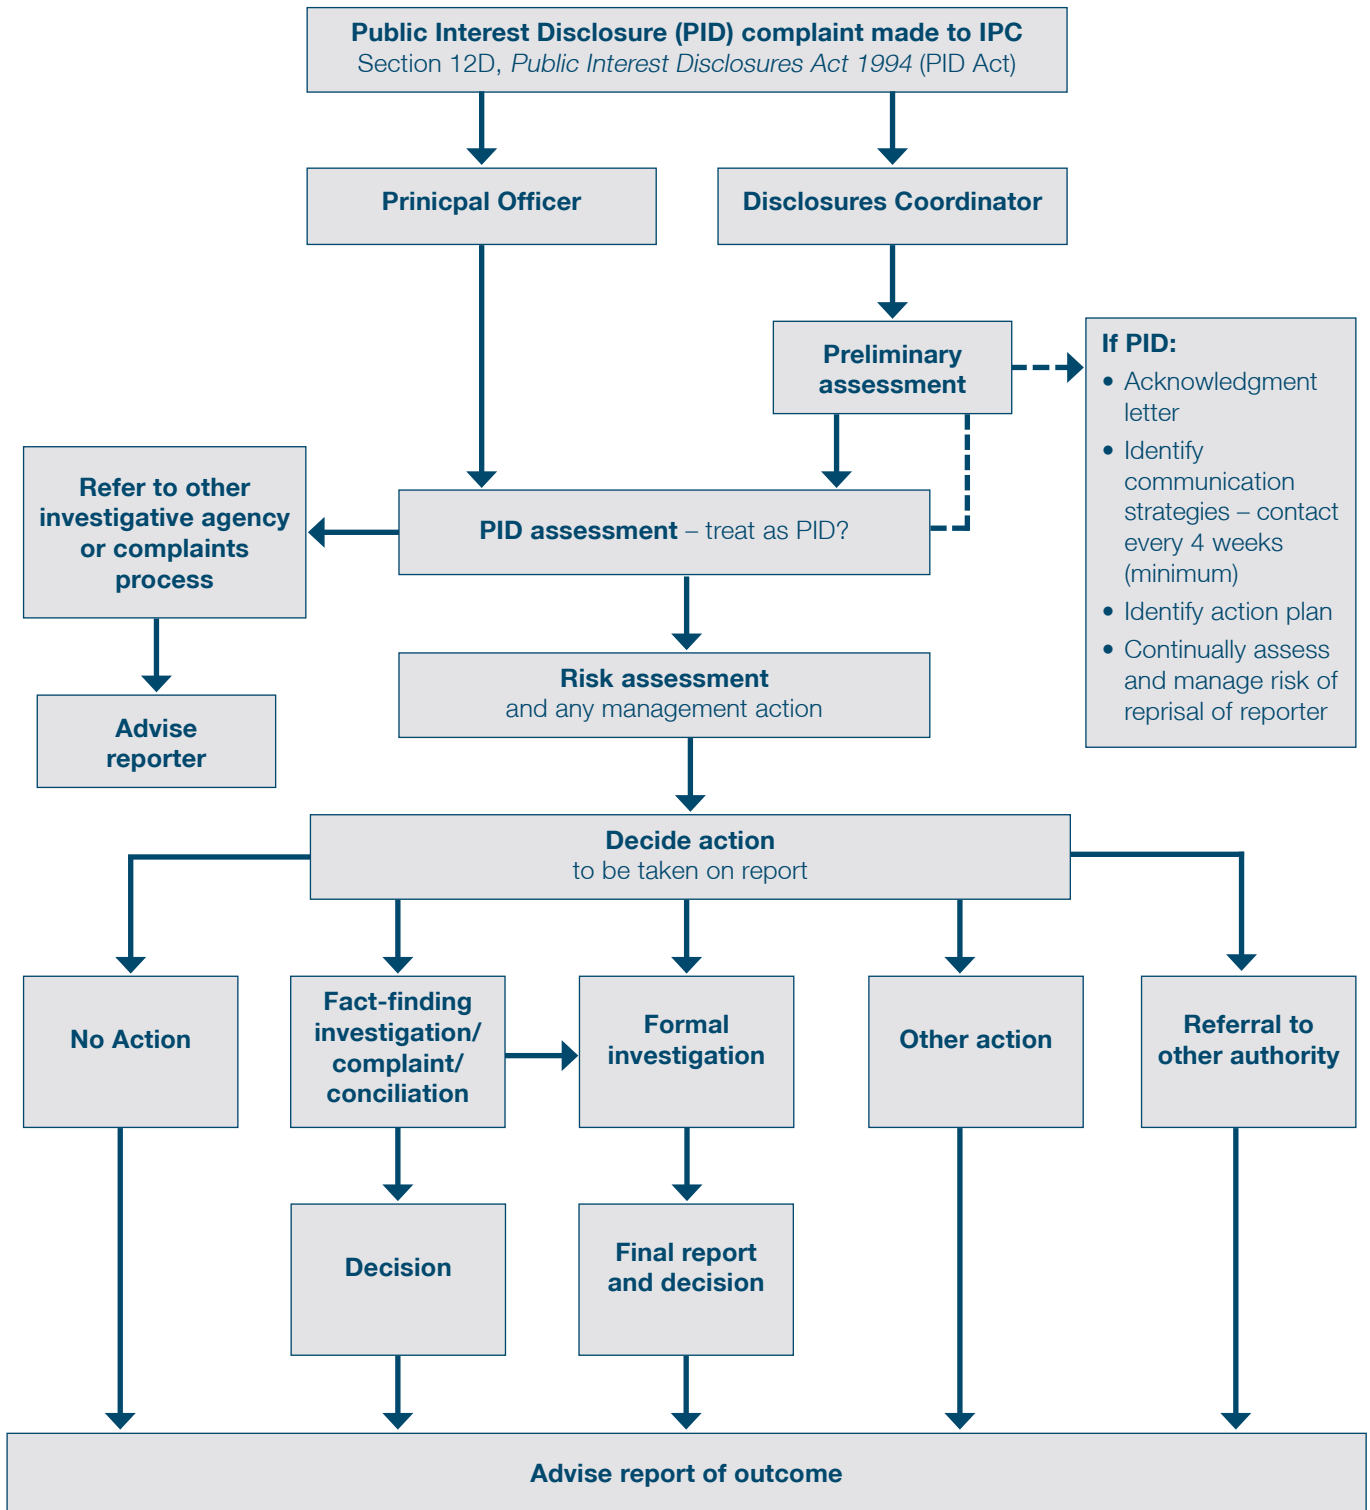 Public Interest Disclosure (PID) complaint made to IPC
Section 12D, Public Interest Disclosures Act 1994 (PID Act)
Prinicpal Officer
Disclosures Coordinator
Preliminary
assessment
If PID:
• Acknowledgment
letter
• Identify
communication
strategies – contact
every 4 weeks
(minimum)
• Identify action plan
• Continually assess
and manage risk of
reprisal of reporter
Refer to other
investigative agency
or complaints
process
PID assessment – treat as PID?
Advise
reporter
Risk assessment
and any management action
Decide action
to be taken on report
No Action
Fact-finding
investigation/
complaint/
conciliation
Formal
investigation
Other action
Referral to
other authority
Decision
Final report
and decision
Advise report of outcome